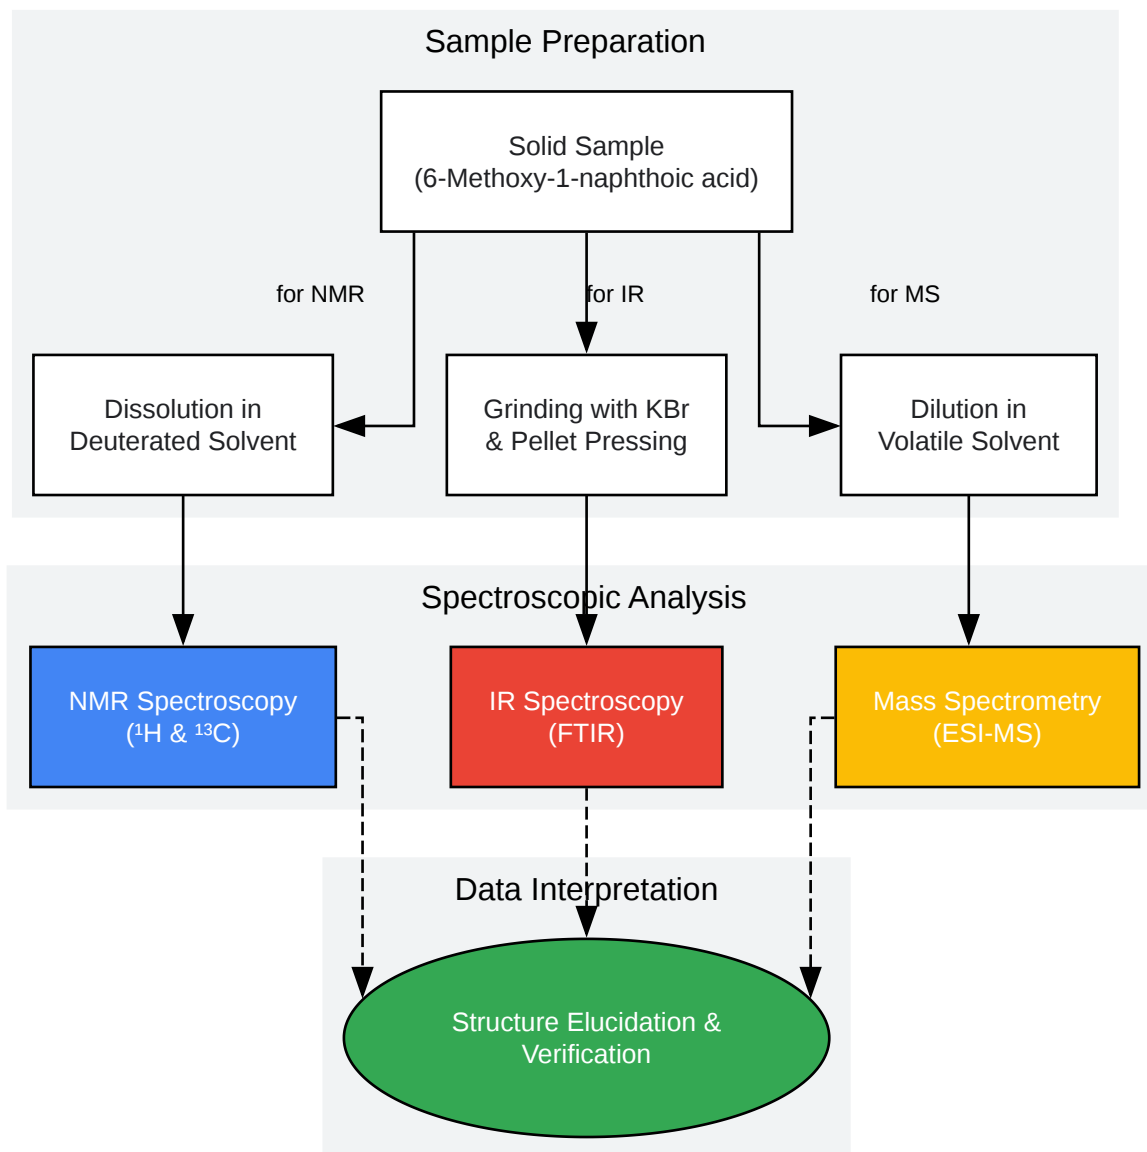 Sample Preparation
Solid Sample
(6-Methoxy-1-naphthoic acid)
for NMR
for IR
for MS
Dissolution in
Deuterated Solvent
Grinding with KBr
& Pellet Pressing
Dilution in
Volatile Solvent
Spectroscopic Analysis
NMR Spectroscopy
(¹H & ¹³C)
IR Spectroscopy
(FTIR)
Mass Spectrometry
(ESI-MS)
Data Interpretation
Structure Elucidation &
Verification